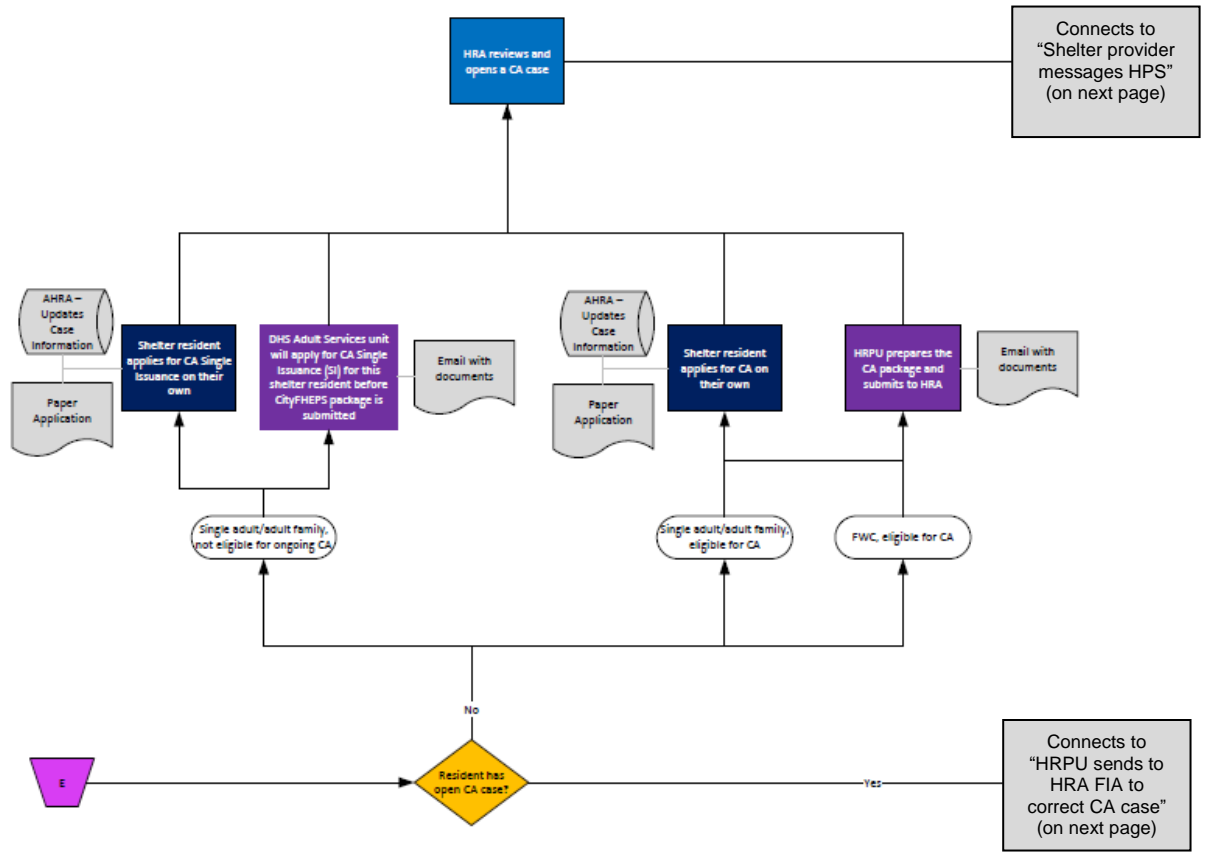 HRA reviews and
opens a CA case
Connects to
“Shelter provider
messages HPS”
(on next page)
AHRA –
Updates
Case
Information
Paper
Application
Shelter resident
applies for CA Single
Issuance on their
own
DHS Adult Services unit
will apply for CA Single
Issuance (SI) for this
shelter resident before
CityFHEPS package is
submitted
Email with
documents
AHRA –
Updates
Case
Information
Paper
Application
Shelter resident
applies for CA on
their own
HRPU prepares the
CA package and
submits to HRA
Email with
documents
Single adult/adult family,
not eligible for ongoing CA
Single adult/adult family,
eligible for CA
FWC, eligible for CA
No
E
Resident has
open CA case?
Yes
Connects to
“HRPU sends to
HRA FIA to
correct CA case”
(on next page)